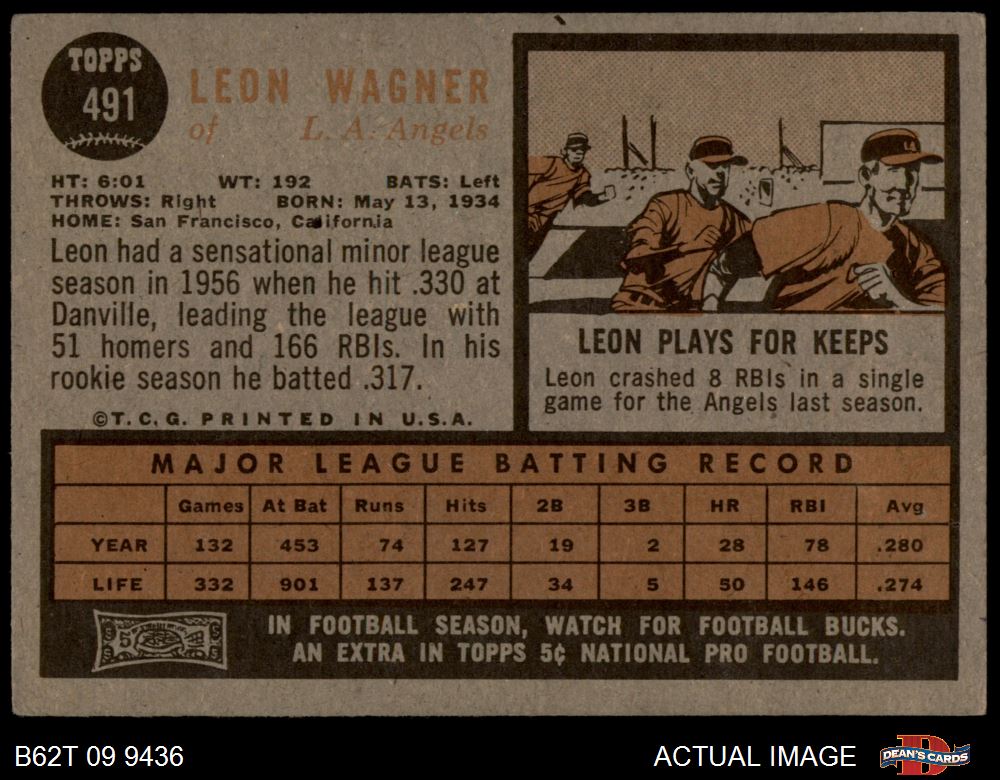 TOPPS
491
LEON WAGNER
of L. A. Angels
HT: 6:01 WT: 192 BATS: Left
THROWS: Right BORN: May 13, 1934
HOME: San Francisco, California
Leon had a sensational minor league
season in 1956 when he hit .330 at
Danville, leading the league with
51 homers and 166 RBIs. In his
rookie season he batted .317.
©T.C.G. PRINTED IN U.S.A.
LA
LEON PLAYS FOR KEEPS
Leon crashed 8 RBIs in a single
game for the Angels last season.
MAJOR LEAGUE BATTING RECORD
Games At Bat Runs Hits 2B 3B HR RBI Avg
YEAR 132 453 74 127 19 2 28 78 .280
LIFE 332 901 137 247 34 5 50 146 .274
5
IN FOOTBALL SEASON, WATCH FOR FOOTBALL BUCKS.
AN EXTRA IN TOPPS 5¢ NATIONAL PRO FOOTBALL.
B62T 09 9436
ACTUAL IMAGE
D
DEAN'S CARDS